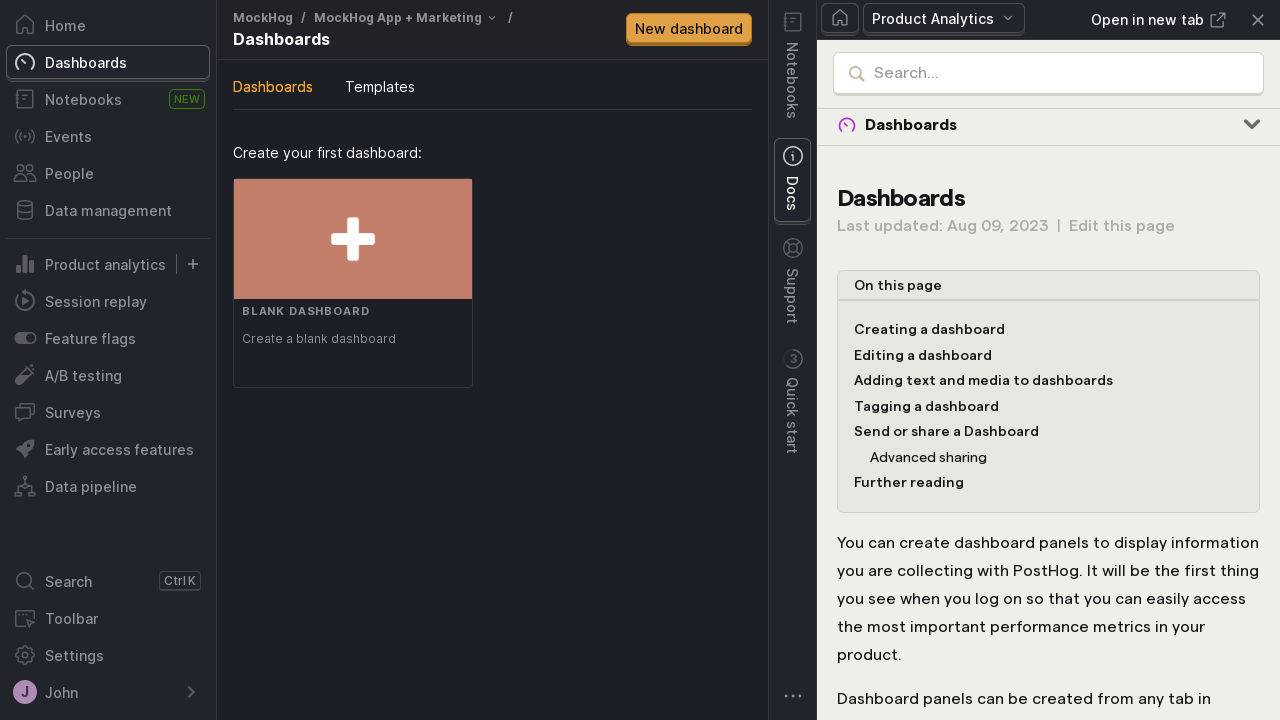 Home
Dashboards
Notebooks
NEW
Events
People
Data management
Product analytics
Session replay
Feature flags
A/B testing
Surveys
Early access features
Data pipeline
Search
Ctrl K
Toolbar
Settings
J
John
MockHog / MockHog App + Marketing /
Dashboards
New dashboard
Dashboards
Templates
Create your first dashboard:
BLANK DASHBOARD
Create a blank dashboard
Notebooks
Docs
Support
3
Quick start
Product Analytics
Open in new tab
Search...
Dashboards
Dashboards
Last updated: Aug 09, 2023 | Edit this page
On this page
Creating a dashboard
Editing a dashboard
Adding text and media to dashboards
Tagging a dashboard
Send or share a Dashboard
Advanced sharing
Further reading
You can create dashboard panels to display information
you are collecting with PostHog. It will be the first thing
you see when you log on so that you can easily access
the most important performance metrics in your
product.
Dashboard panels can be created from any tab in